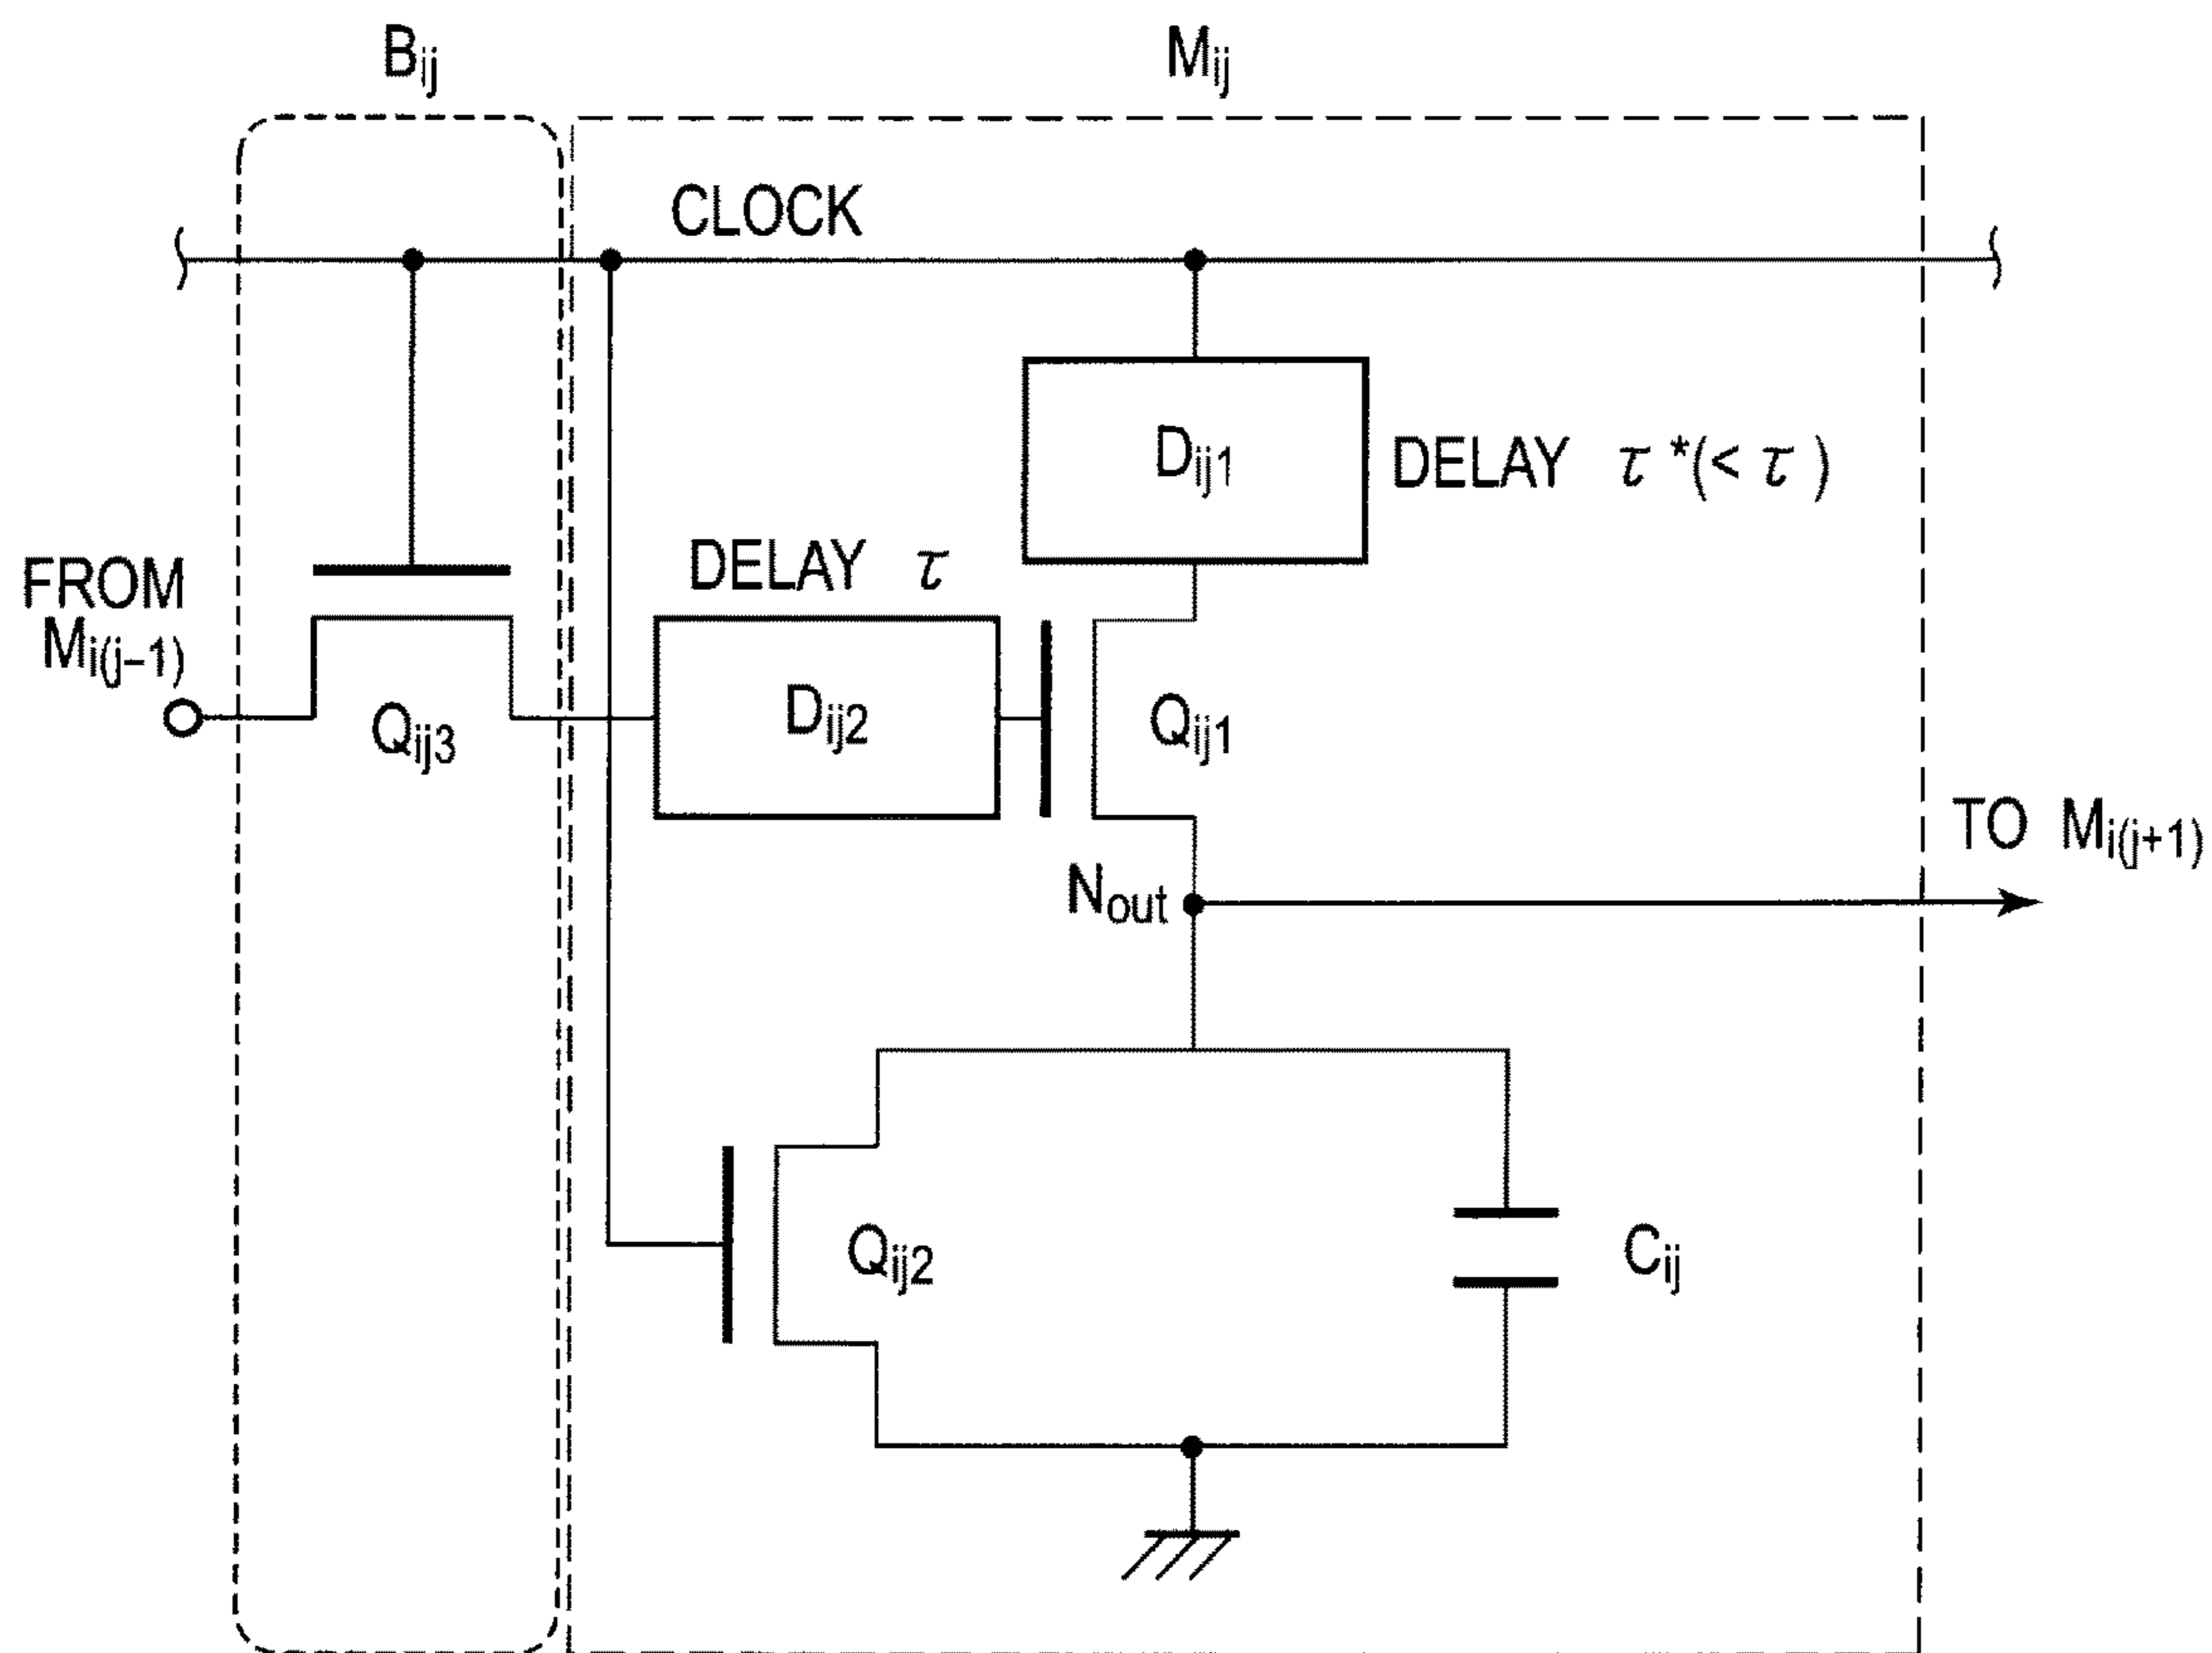 Bij
Mij
CLOCK
Dij1
DELAY τ*(< τ)
DELAY τ
FROM
Mi(j−1)
Dij2
Qij1
Qij3
TO Mi(j+1)
Nout
Qij2
Cij